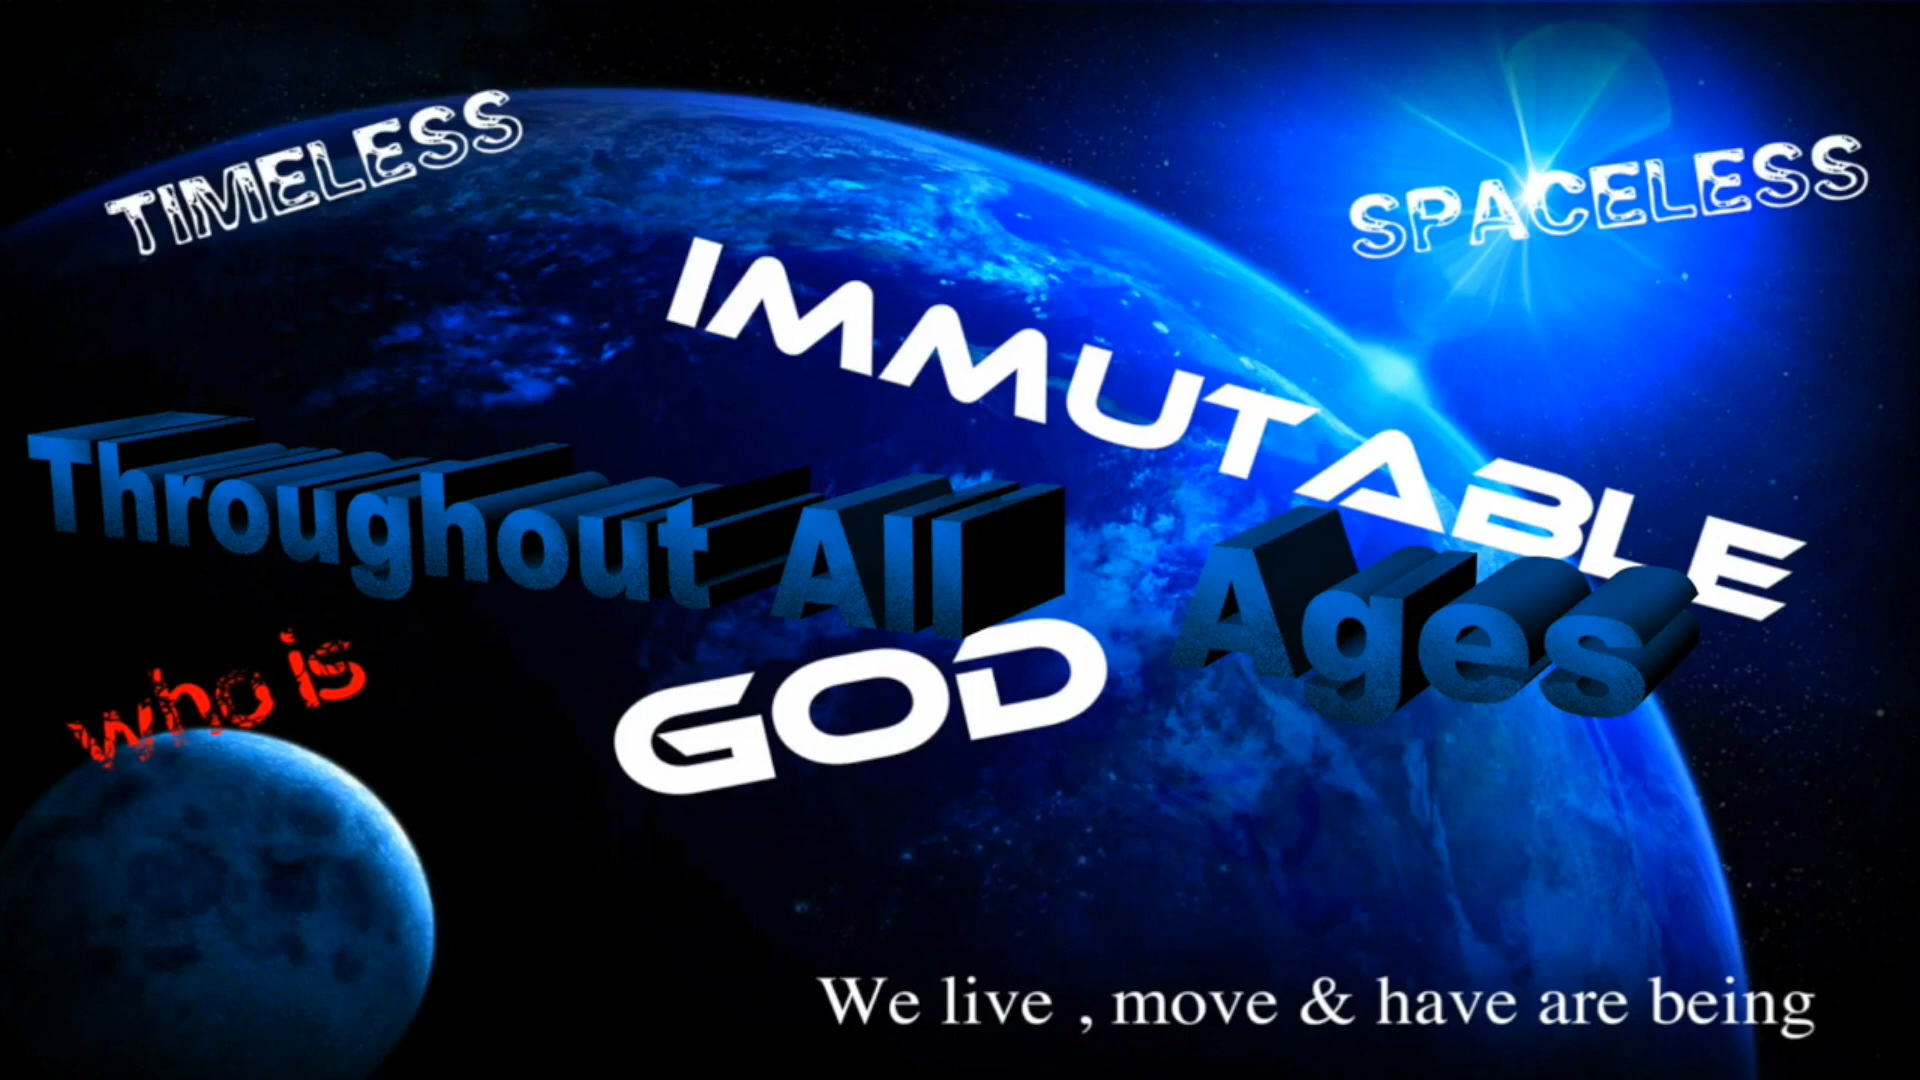 TIMELESS
SPACELESS
IMMUTABLE
Throughout All Ages
who is
GOD
We live , move & have are being